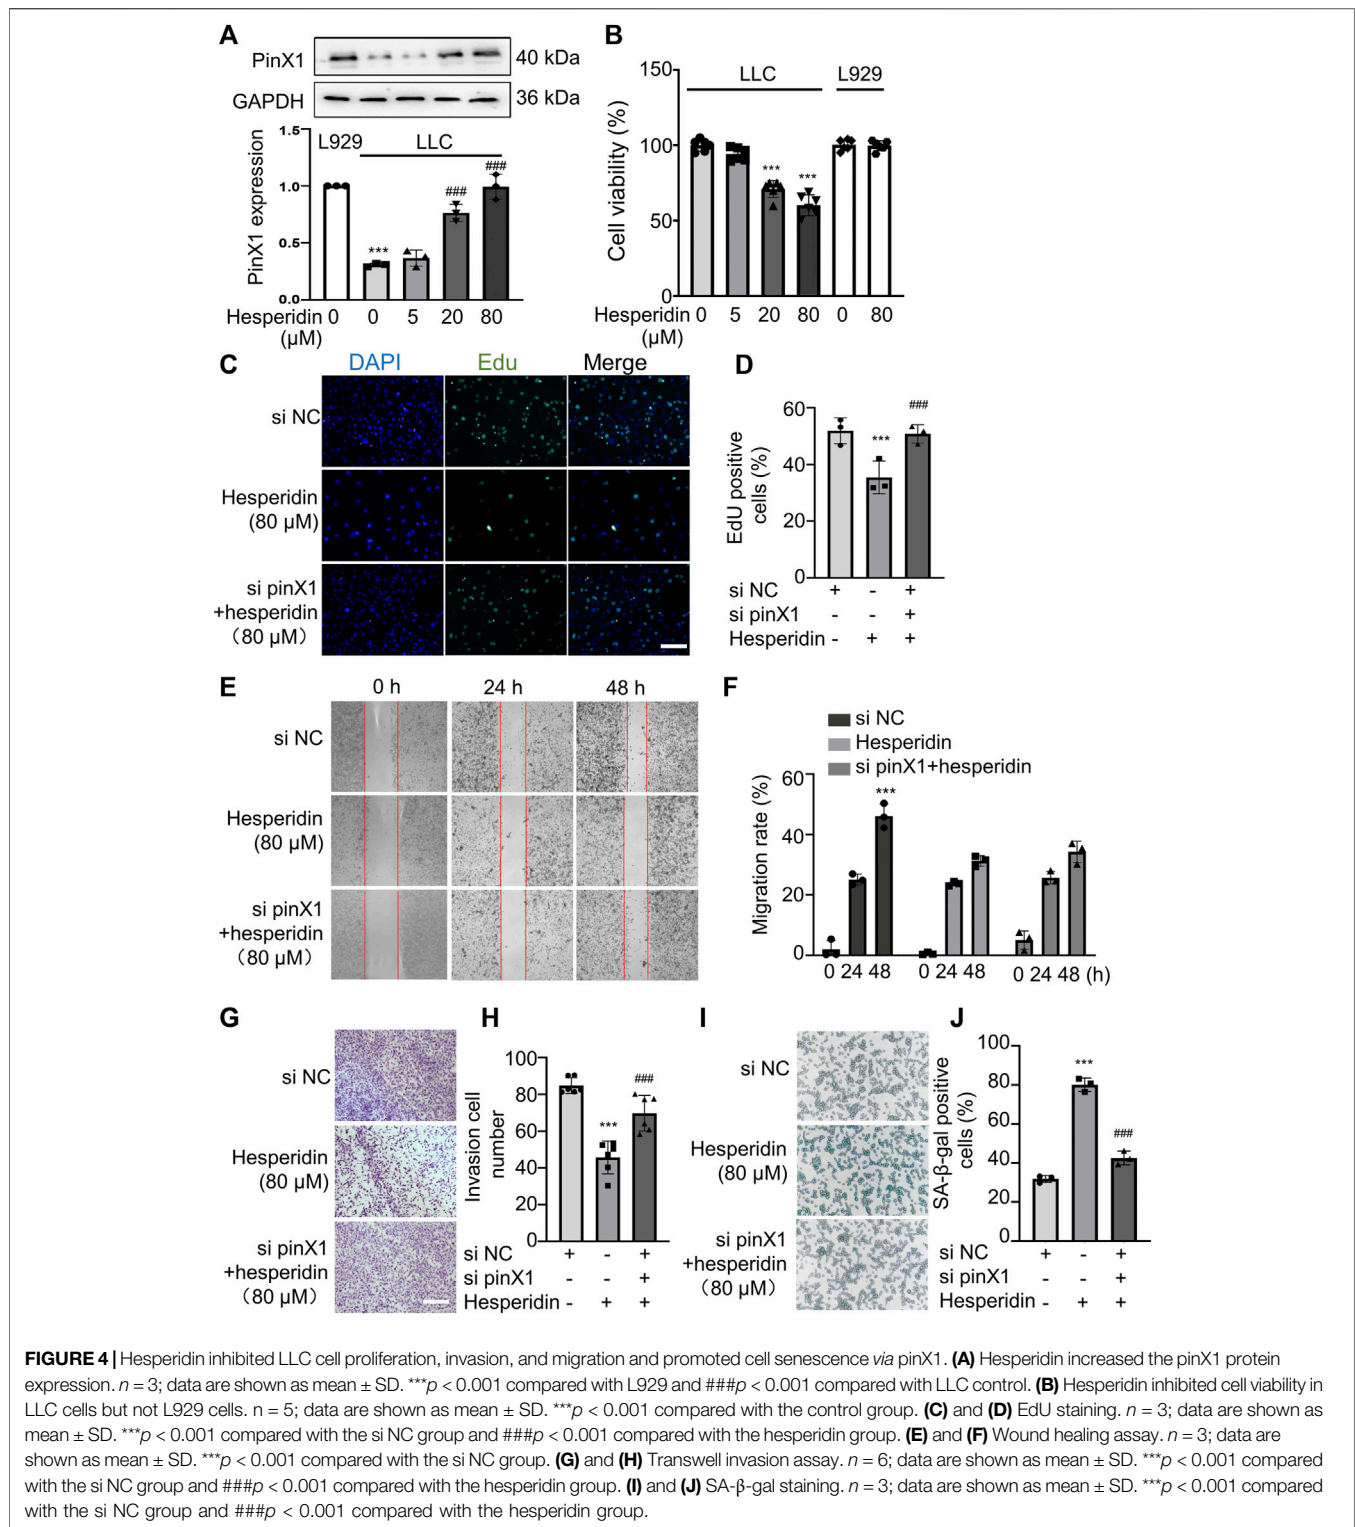 A
PinX1
40 kDa
GAPDH
36 kDa
L929
LLC
PinX1 expression
1.5
1.0
0.5
0.0
***
###
###
Hesperidin 0 0 5 20 80
(µM)
B
LLC
L929
Cell viability (%)
150
100
50
0
***
***
Hesperidin 0 5 20 80 0 80
(µM)
C
DAPI Edu Merge
si NC
Hesperidin
(80 µM)
si pinX1
+hesperidin
(80 µM)
D
EdU positive
cells (%)
60
40
20
0
***
###
si NC + - +
si pinX1 - - +
Hesperidin - + +
E
0 h 24 h 48 h
si NC
Hesperidin
(80 µM)
si pinX1
+hesperidin
(80 µM)
F
si NC
Hesperidin
si pinX1+hesperidin
Migration rate (%)
60
40
20
0
***
0 24 48 0 24 48 0 24 48 (h)
G
si NC
Hesperidin
(80 µM)
si pinX1
+hesperidin
(80 µM)
H
Invasion cell
number
100
80
60
40
20
0
***
###
si NC + - +
si pinX1 - - +
Hesperidin - + +
I
si NC
Hesperidin
(80 µM)
si pinX1
+hesperidin
(80 µM)
J
SA-β-gal positive
cells (%)
100
80
60
40
20
0
***
###
si NC + - +
si pinX1 - - +
Hesperidin - + +
FIGURE 4 | Hesperidin inhibited LLC cell proliferation, invasion, and migration and promoted cell senescence via pinX1. (A) Hesperidin increased the pinX1 protein
expression. n = 3; data are shown as mean ± SD. ***p < 0.001 compared with L929 and ###p < 0.001 compared with LLC control. (B) Hesperidin inhibited cell viability in
LLC cells but not L929 cells. n = 5; data are shown as mean ± SD. ***p < 0.001 compared with the control group. (C) and (D) EdU staining. n = 3; data are shown as
mean ± SD. ***p < 0.001 compared with the si NC group and ###p < 0.001 compared with the hesperidin group. (E) and (F) Wound healing assay. n = 3; data are
shown as mean ± SD. ***p < 0.001 compared with the si NC group. (G) and (H) Transwell invasion assay. n = 6; data are shown as mean ± SD. ***p < 0.001 compared
with the si NC group and ###p < 0.001 compared with the hesperidin group. (I) and (J) SA-β-gal staining. n = 3; data are shown as mean ± SD. ***p < 0.001 compared
with the si NC group and ###p < 0.001 compared with the hesperidin group.